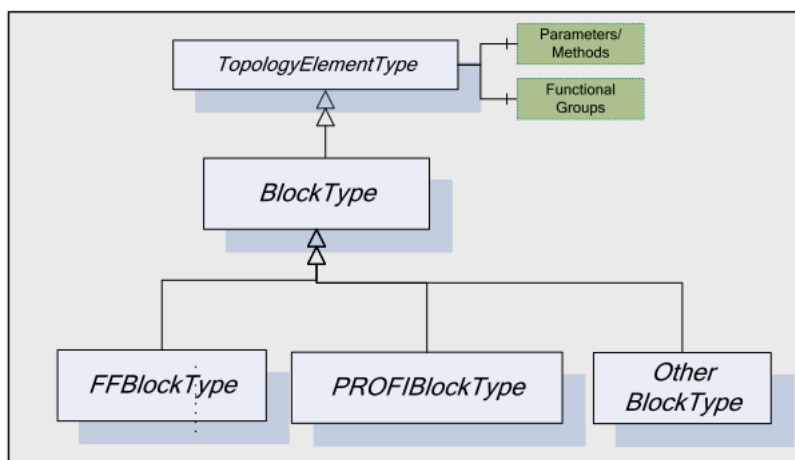 TopologyElementType
Parameters/
Methods
Functional
Groups
BlockType
FFBlockType
PROFIBlockType
Other
BlockType